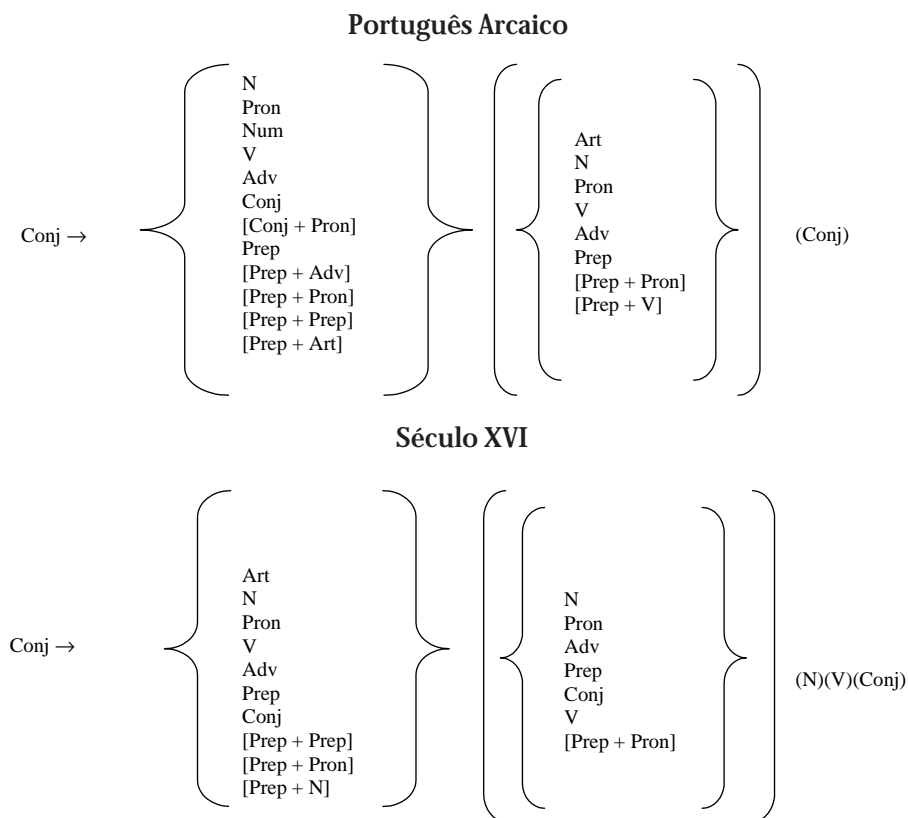 Português Arcaico
Conj →
N
Pron
Num
V
Adv
Conj
[Conj + Pron]
Prep
[Prep + Adv]
[Prep + Pron]
[Prep + Prep]
[Prep + Art]
Art
N
Pron
V
Adv
Prep
[Prep + Pron]
[Prep + V]
(Conj)
Século XVI
Conj →
Art
N
Pron
V
Adv
Prep
Conj
[Prep + Prep]
[Prep + Pron]
[Prep + N]
N
Pron
Adv
Prep
Conj
V
[Prep + Pron]
(N)(V)(Conj)